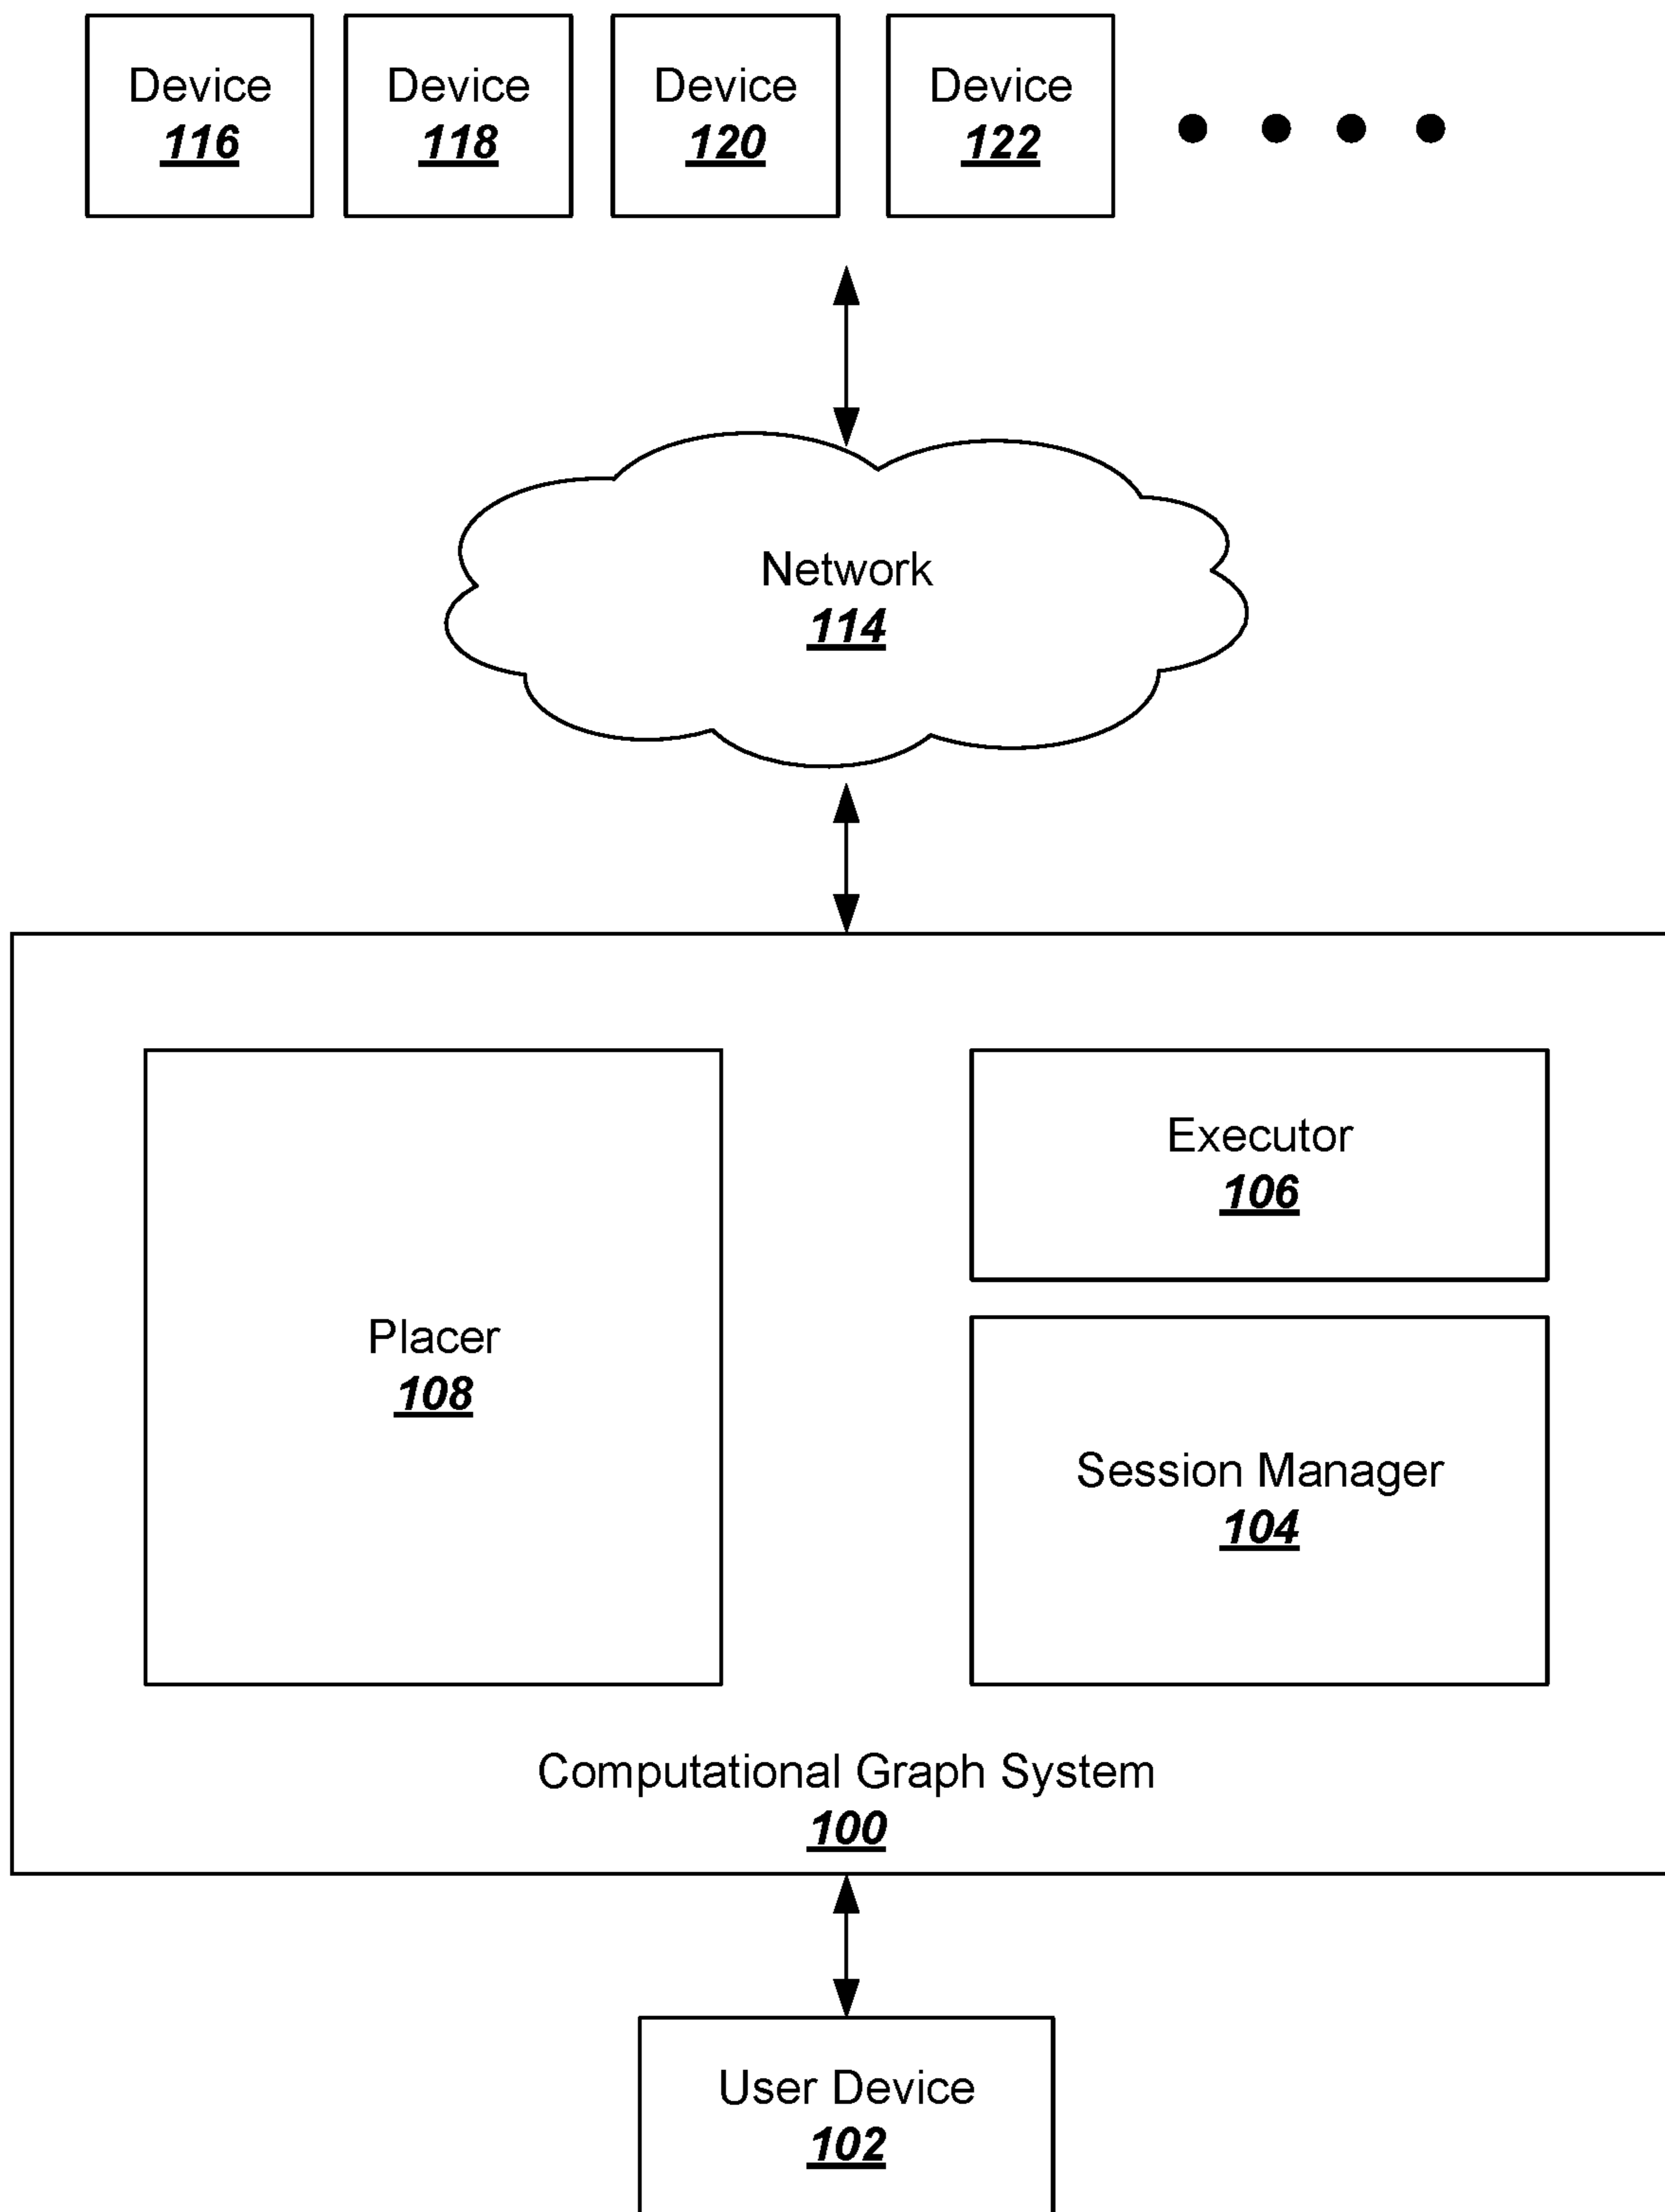 Device
116
Device
118
Device
120
Device
122
Network
114
Placer
108
Executor
106
Session Manager
104
Computational Graph System
100
User Device
102